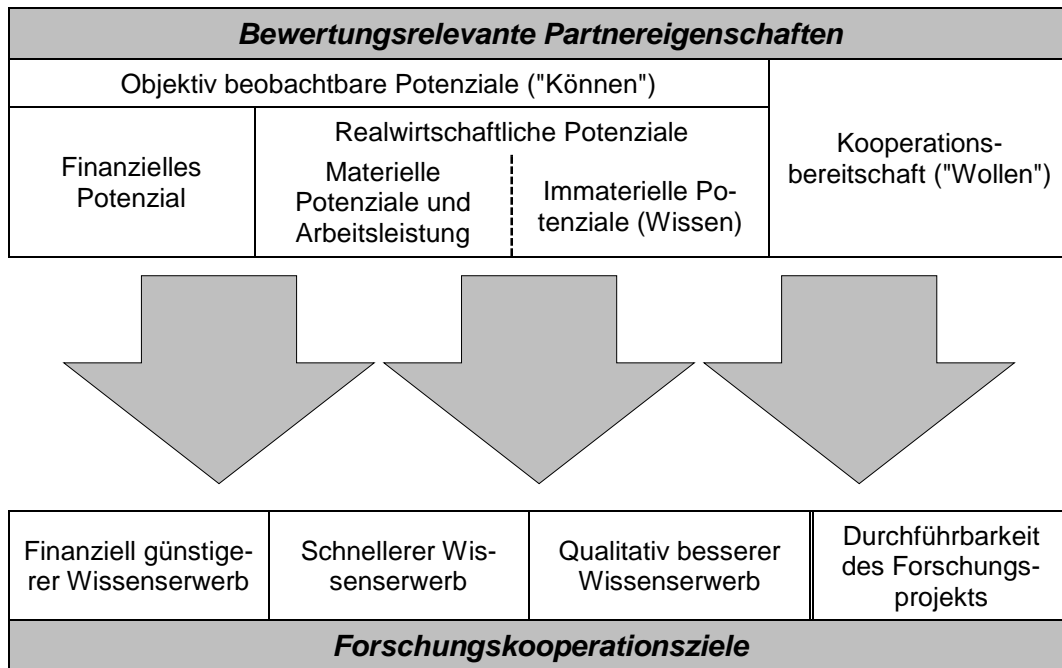 Bewertungsrelevante Partnereigenschaften
Objektiv beobachtbare Potenziale ("Können")
Finanzielles
Potenzial
Realwirtschaftliche Potenziale
Materielle
Potenziale und
Arbeitsleistung
Immaterielle Po-
tenziale (Wissen)
Kooperations-
bereitschaft ("Wollen")
Finanziell günstige-
rer Wissenserwerb
Schnellerer Wis-
senserwerb
Qualitativ besserer
Wissenserwerb
Durchführbarkeit
des Forschungs-
projekts
Forschungskooperationsziele